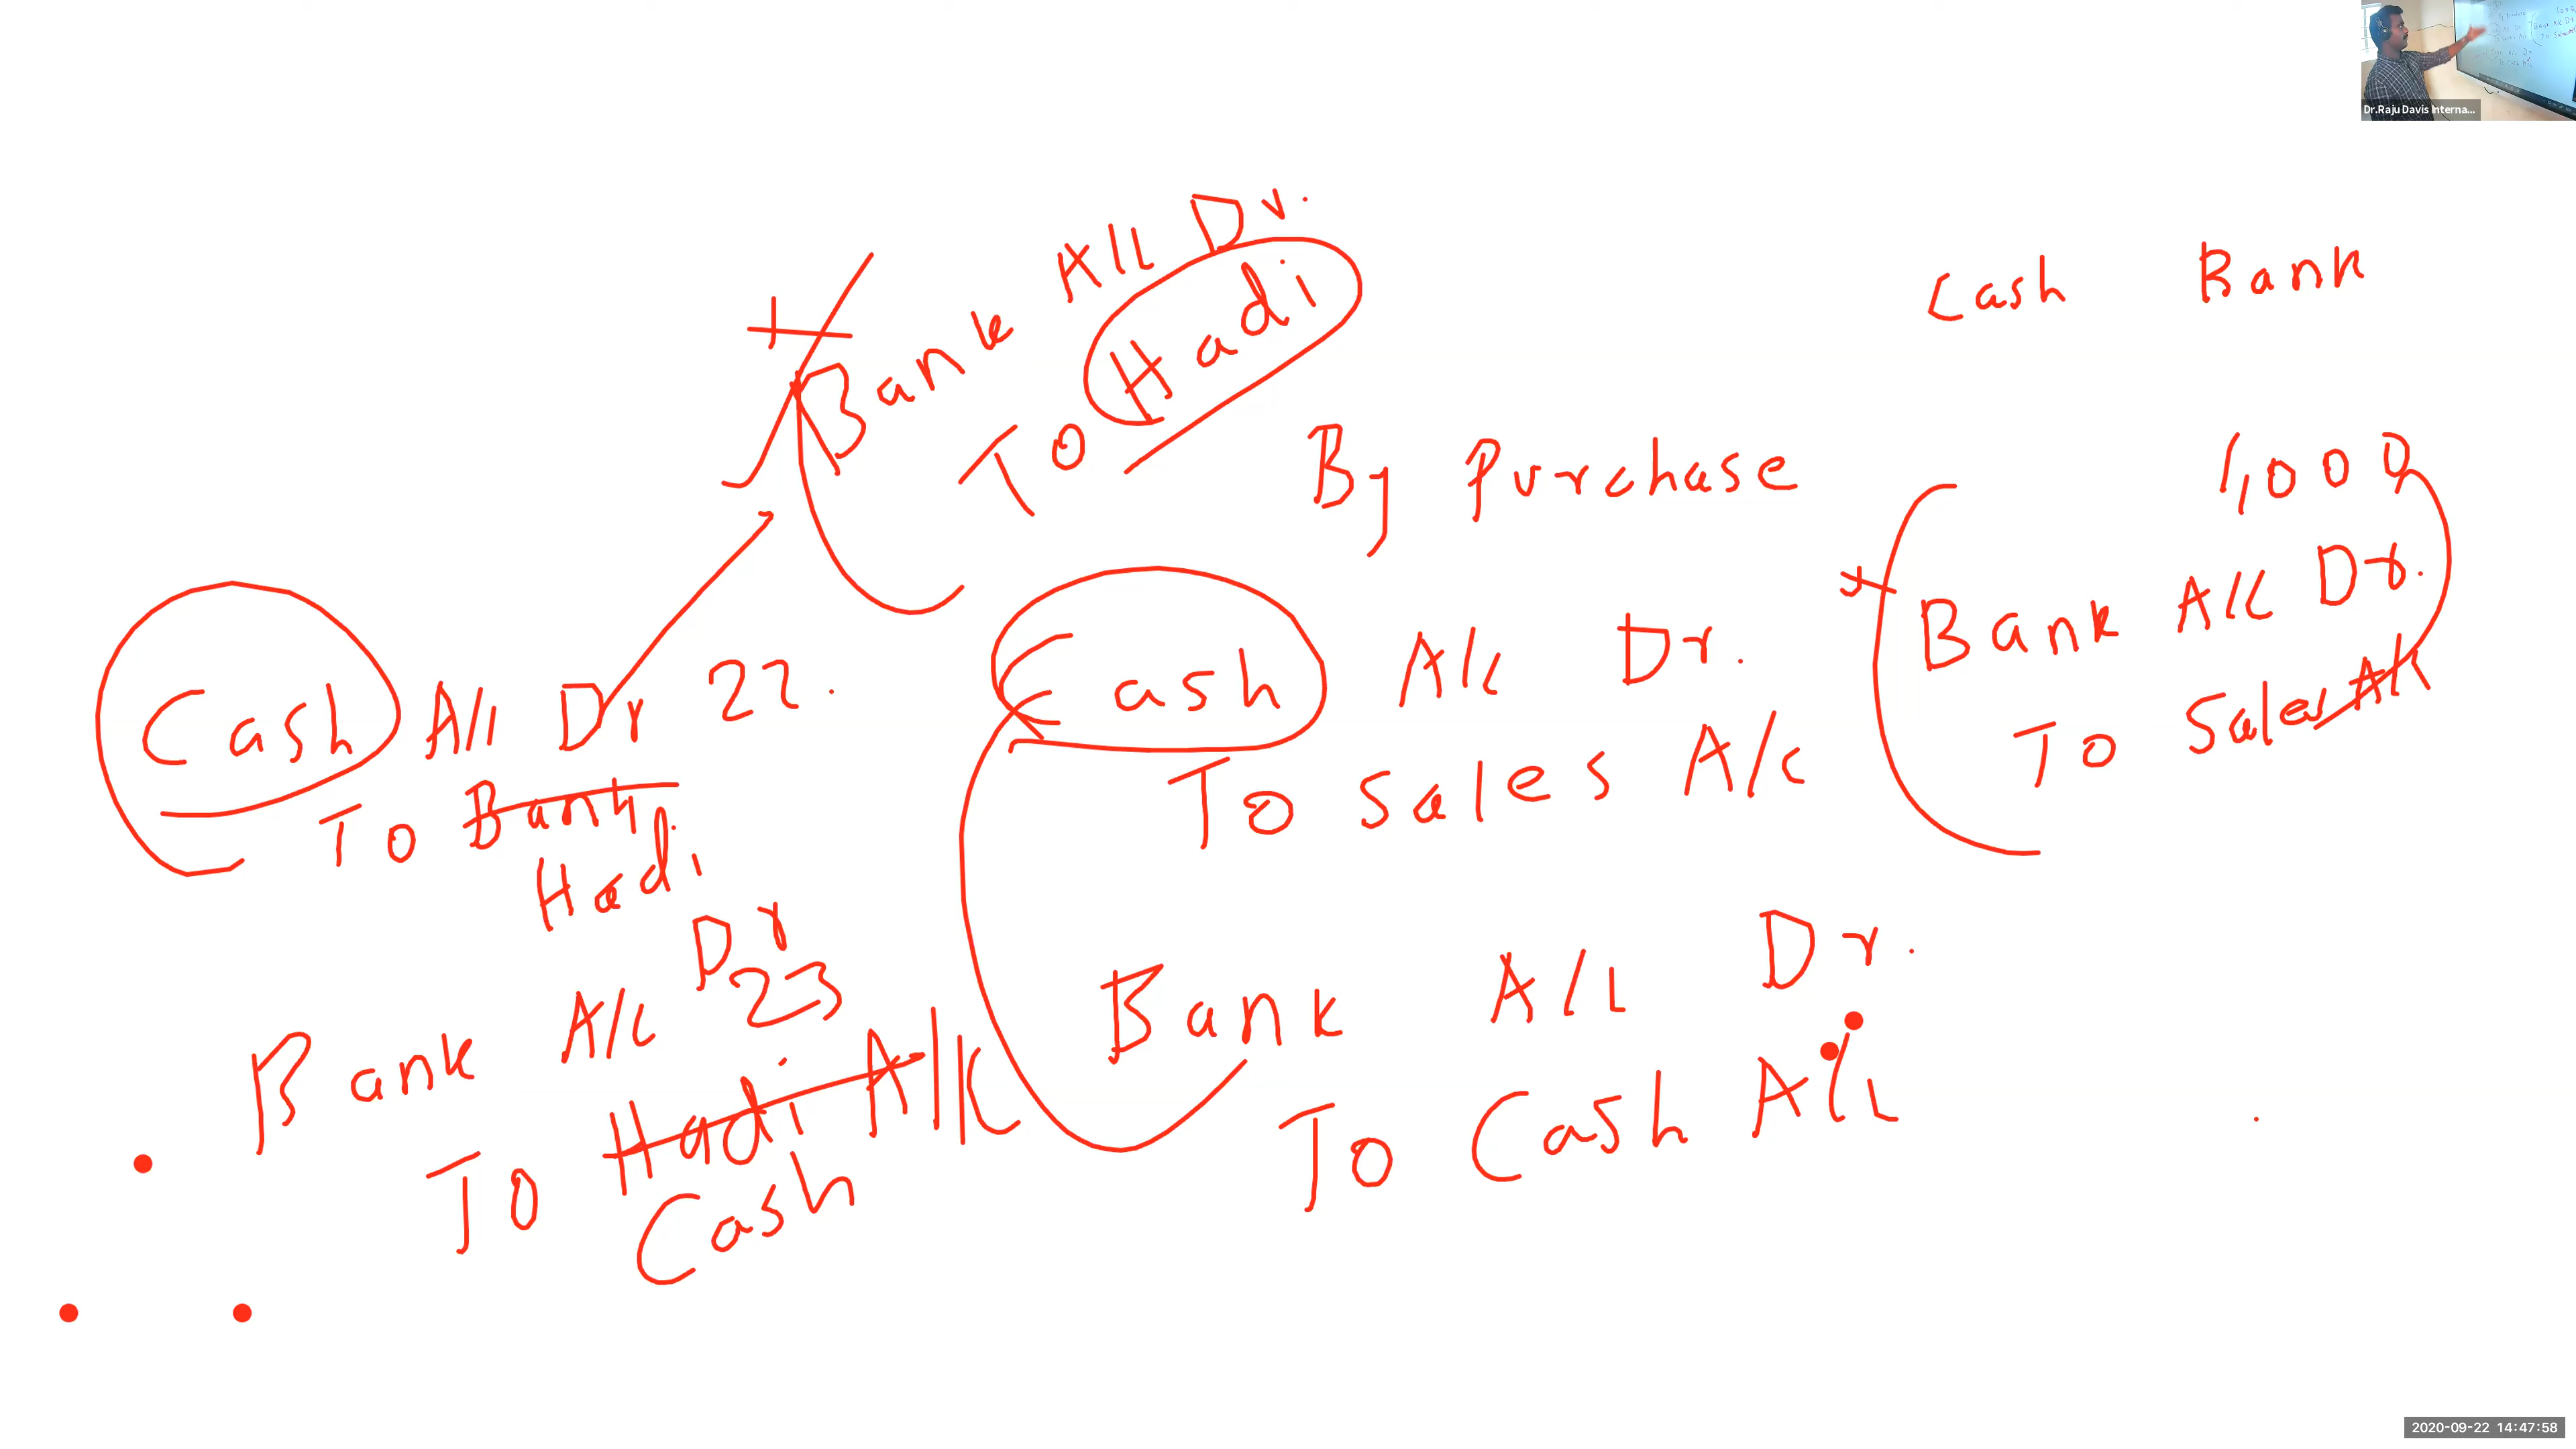 Dr.Raju Davis Interna...
Bank A/c Dr.
To Hadi
Cash Bank
By Purchase 1,000
Cash A/c Dr.
To Sales A/c
Bank A/c Dr.
To Sales A/c
Cash A/c Dr 22.
To Bank
Hadi
Bank A/c Dr
23
To Hadi A/c
Cash
Bank A/c Dr.
To Cash A/c
2020-09-22 14:47:58